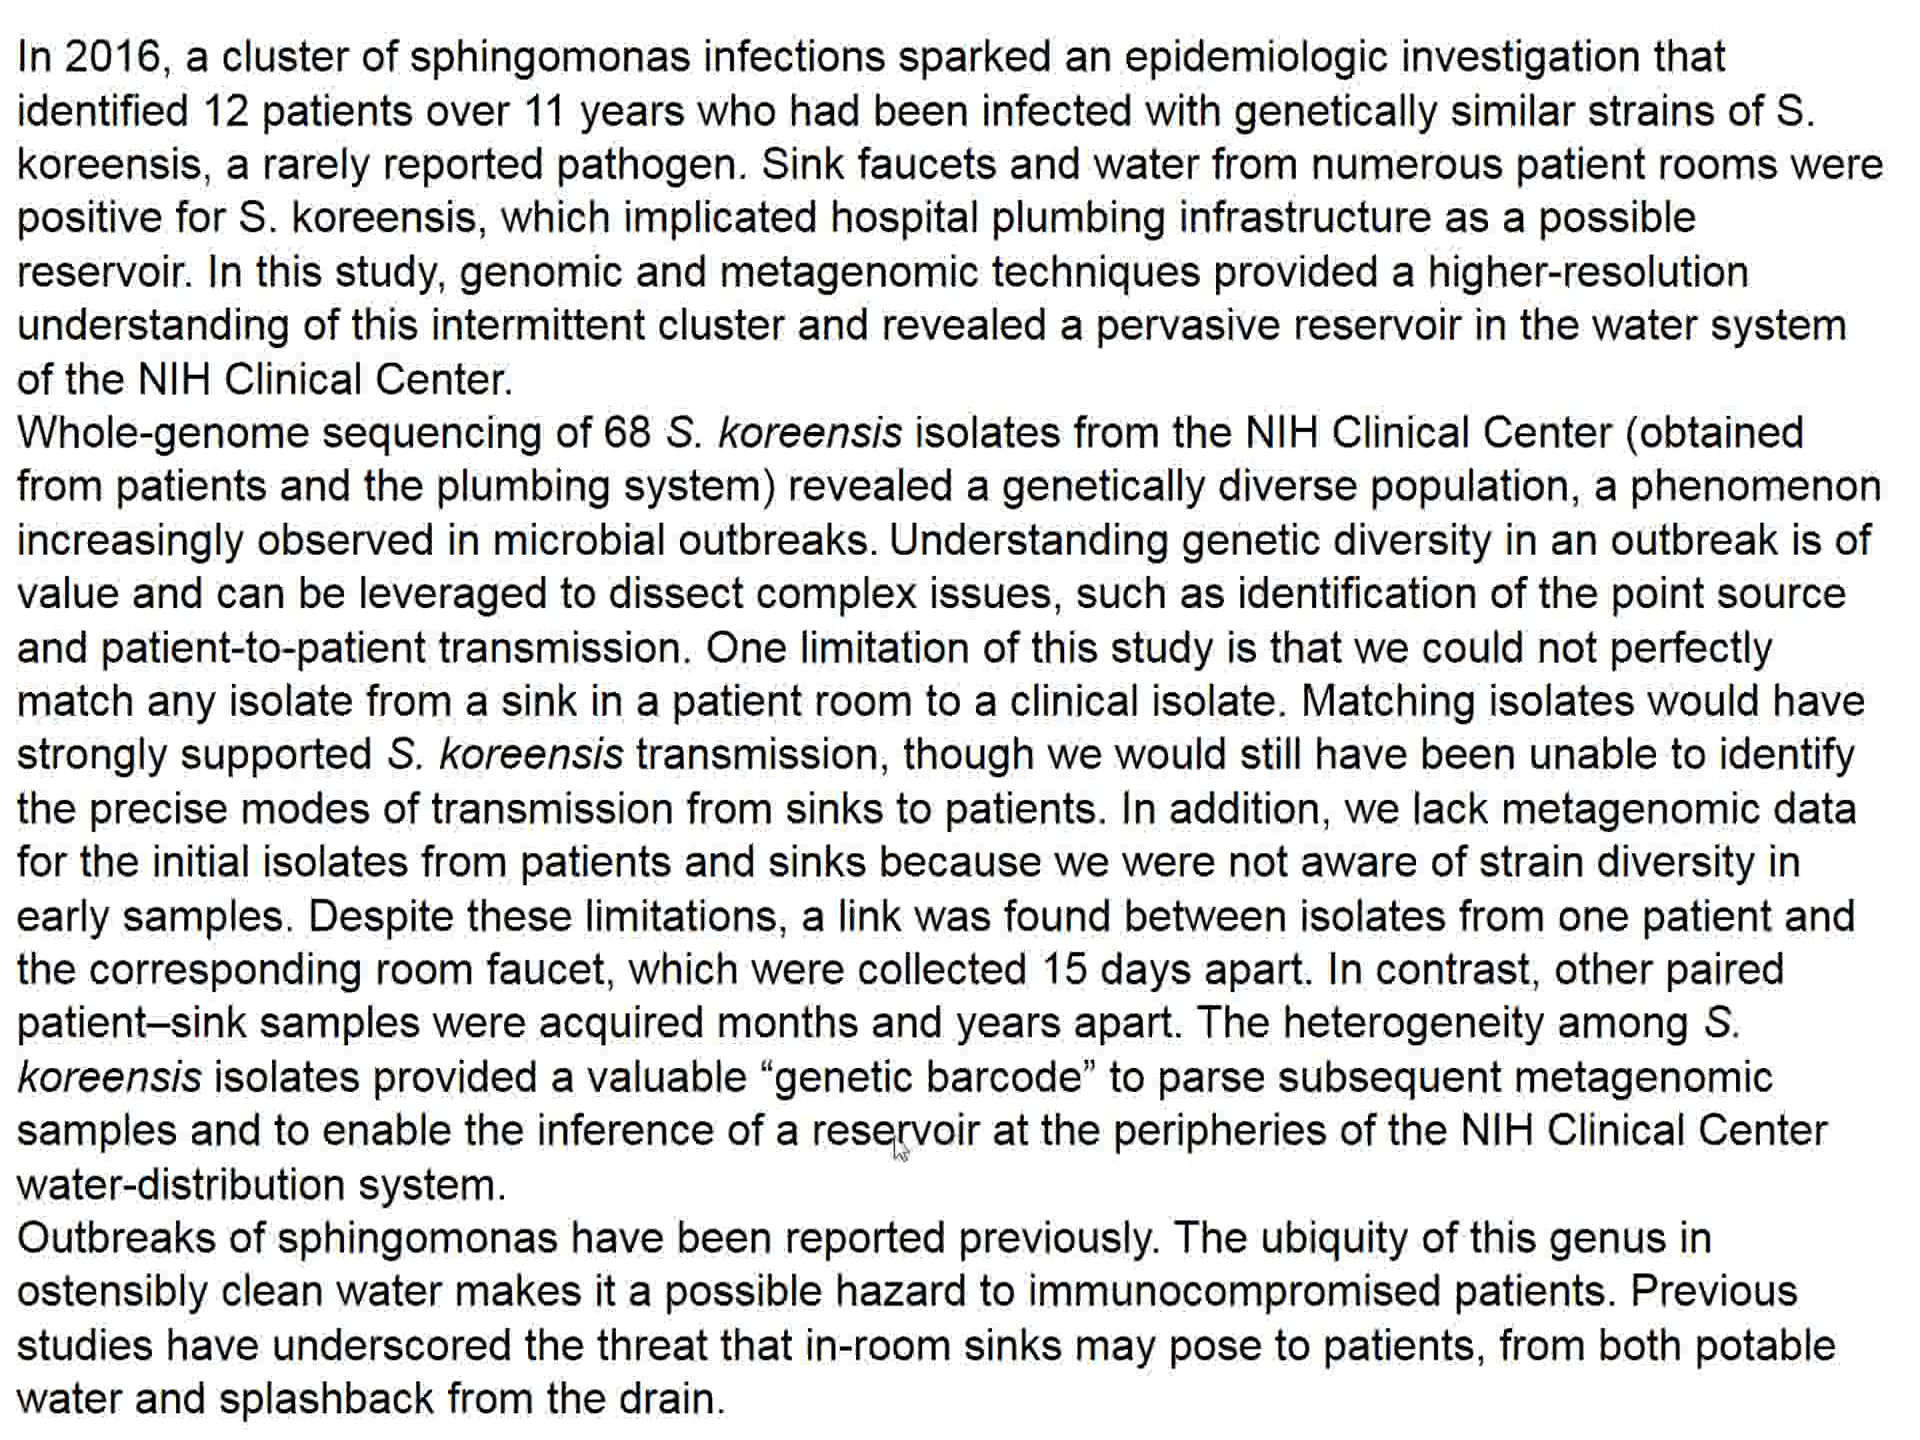 In 2016, a cluster of sphingomonas infections sparked an epidemiologic investigation that
identified 12 patients over 11 years who had been infected with genetically similar strains of S.
koreensis, a rarely reported pathogen. Sink faucets and water from numerous patient rooms were
positive for S. koreensis, which implicated hospital plumbing infrastructure as a possible
reservoir. In this study, genomic and metagenomic techniques provided a higher-resolution
understanding of this intermittent cluster and revealed a pervasive reservoir in the water system
of the NIH Clinical Center.
Whole-genome sequencing of 68 S. koreensis isolates from the NIH Clinical Center (obtained
from patients and the plumbing system) revealed a genetically diverse population, a phenomenon
increasingly observed in microbial outbreaks. Understanding genetic diversity in an outbreak is of
value and can be leveraged to dissect complex issues, such as identification of the point source
and patient-to-patient transmission. One limitation of this study is that we could not perfectly
match any isolate from a sink in a patient room to a clinical isolate. Matching isolates would have
strongly supported S. koreensis transmission, though we would still have been unable to identify
the precise modes of transmission from sinks to patients. In addition, we lack metagenomic data
for the initial isolates from patients and sinks because we were not aware of strain diversity in
early samples. Despite these limitations, a link was found between isolates from one patient and
the corresponding room faucet, which were collected 15 days apart. In contrast, other paired
patient–sink samples were acquired months and years apart. The heterogeneity among S.
koreensis isolates provided a valuable “genetic barcode” to parse subsequent metagenomic
samples and to enable the inference of a reservoir at the peripheries of the NIH Clinical Center
water-distribution system.
Outbreaks of sphingomonas have been reported previously. The ubiquity of this genus in
ostensibly clean water makes it a possible hazard to immunocompromised patients. Previous
studies have underscored the threat that in-room sinks may pose to patients, from both potable
water and splashback from the drain.